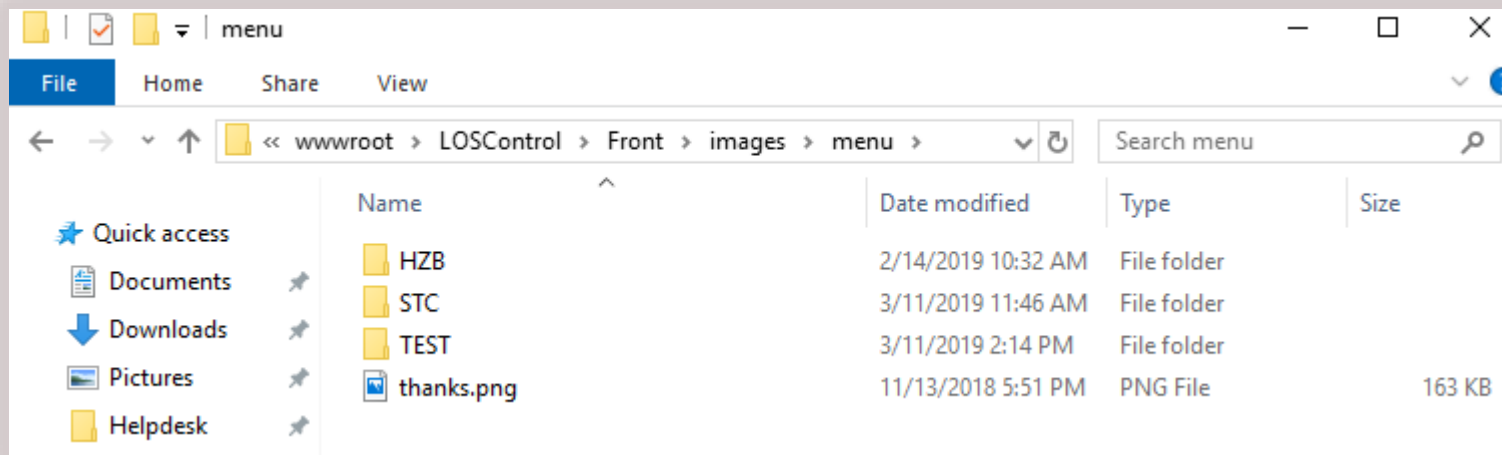 menu
File Home Share View
« wwwroot > LOSControl > Front > images > menu > Search menu
Name Date modified Type Size
Quick access
Documents
Downloads
Pictures
Helpdesk
HZB 2/14/2019 10:32 AM File folder
STC 3/11/2019 11:46 AM File folder
TEST 3/11/2019 2:14 PM File folder
thanks.png 11/13/2018 5:51 PM PNG File 163 KB